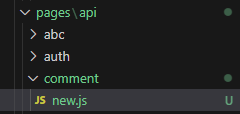 pages\api
abc
auth
comment
JS new.js U